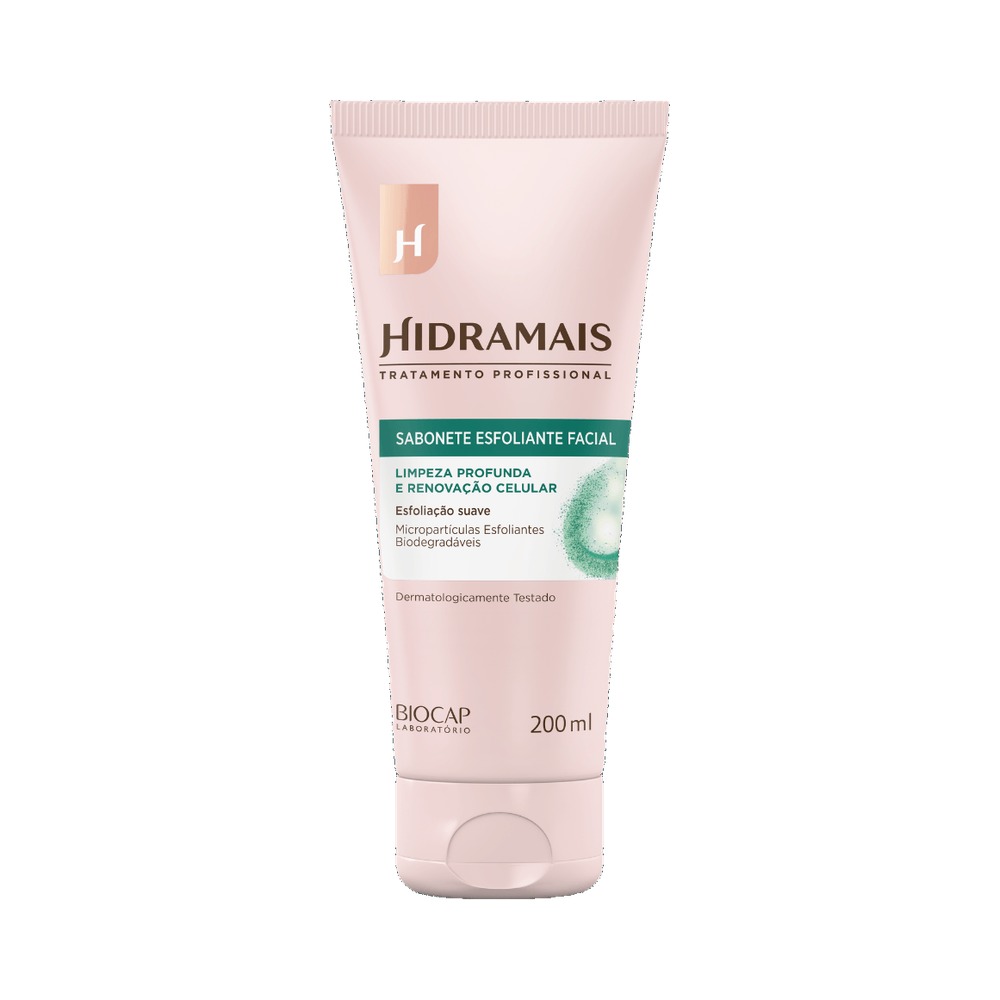 H
HIDRAMAIS
TRATAMENTO PROFISSIONAL
SABONETE ESFOLIANTE FACIAL
LIMPEZA PROFUNDA
E RENOVAÇÃO CELULAR
Esfoliação suave
Micropartículas Esfoliantes
Biodegradáveis
Dermatologicamente Testado
BIOCAP
LABORATÓRIO
200 ml